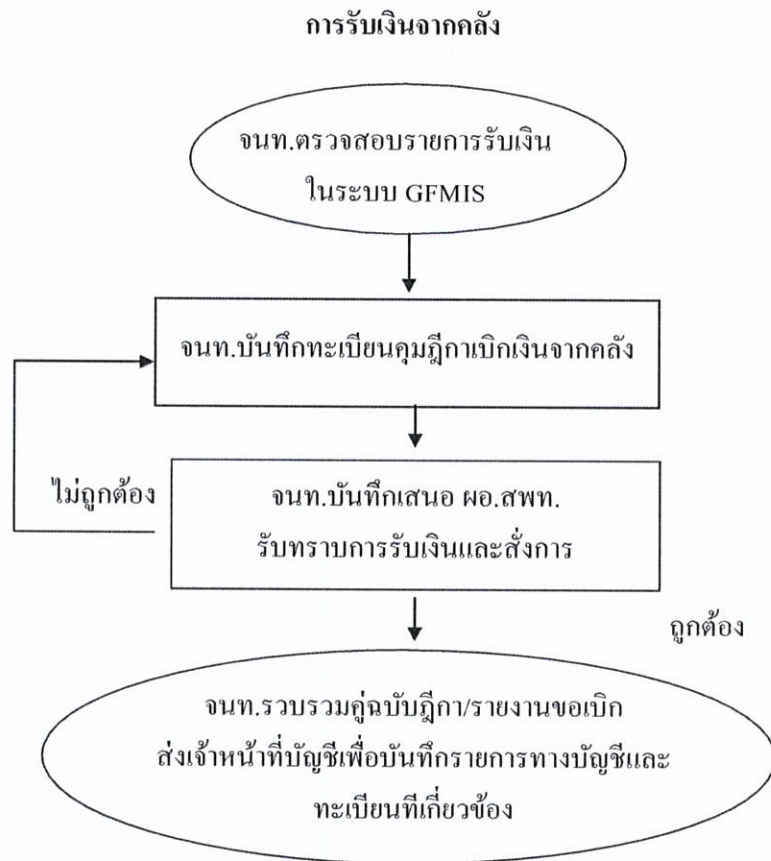 การรับเงินจากคลัง
จนท.ตรวจสอบรายการรับเงิน
ในระบบ GFMIS
จนท.บันทึกทะเบียนคุมฎีกาเบิกเงินจากคลัง
ไม่ถูกต้อง
จนท.บันทึกเสนอ ผอ.สพท.
รับทราบการรับเงินและสั่งการ
ถูกต้อง
จนท.รวบรวมคู่ฉบับฎีกา/รายงานขอเบิก
ส่งเจ้าหน้าที่บัญชีเพื่อบันทึกรายการทางบัญชีและ
ทะเบียนทีเกี่ยวข้อง